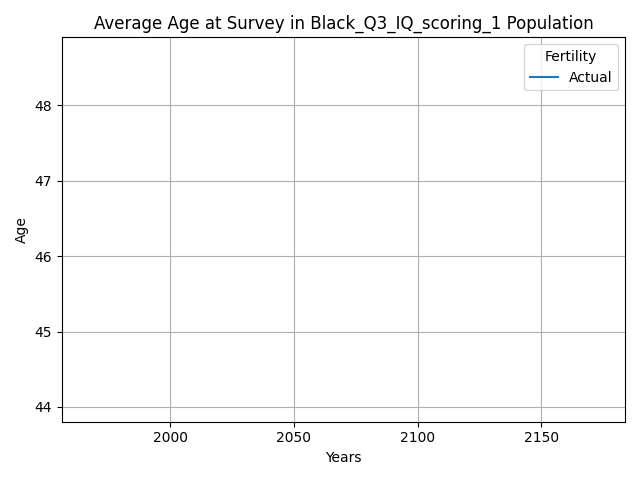 Average Age at Survey in Black_Q3_IQ_scoring_1 Population
Fertility
Actual
48
47
46
45
44
Age
2000 2050 2100 2150
Years